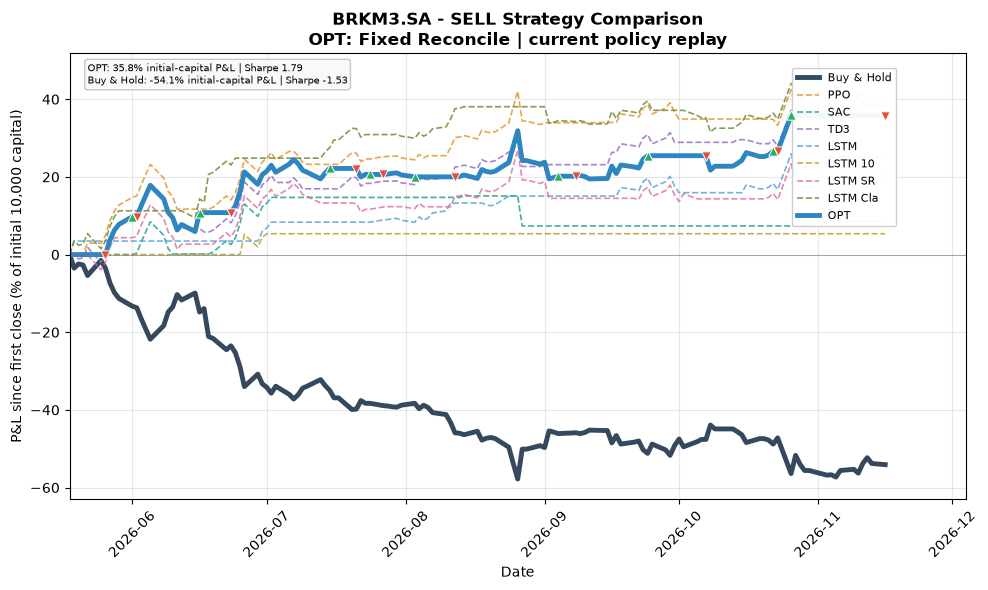 BRKM3.SA - SELL Strategy Comparison
OPT: Fixed Reconcile | current policy replay
OPT: 35.8% initial-capital P&L | Sharpe 1.79
Buy & Hold: -54.1% initial-capital P&L | Sharpe -1.53
Buy & Hold
PPO
SAC
TD3
LSTM
LSTM 10
LSTM SR
LSTM Cla
OPT
P&L since first close (% of initial 10,000 capital)
40
20
0
−20
−40
−60
2026-06
2026-07
2026-08
2026-09
2026-10
2026-11
2026-12
Date